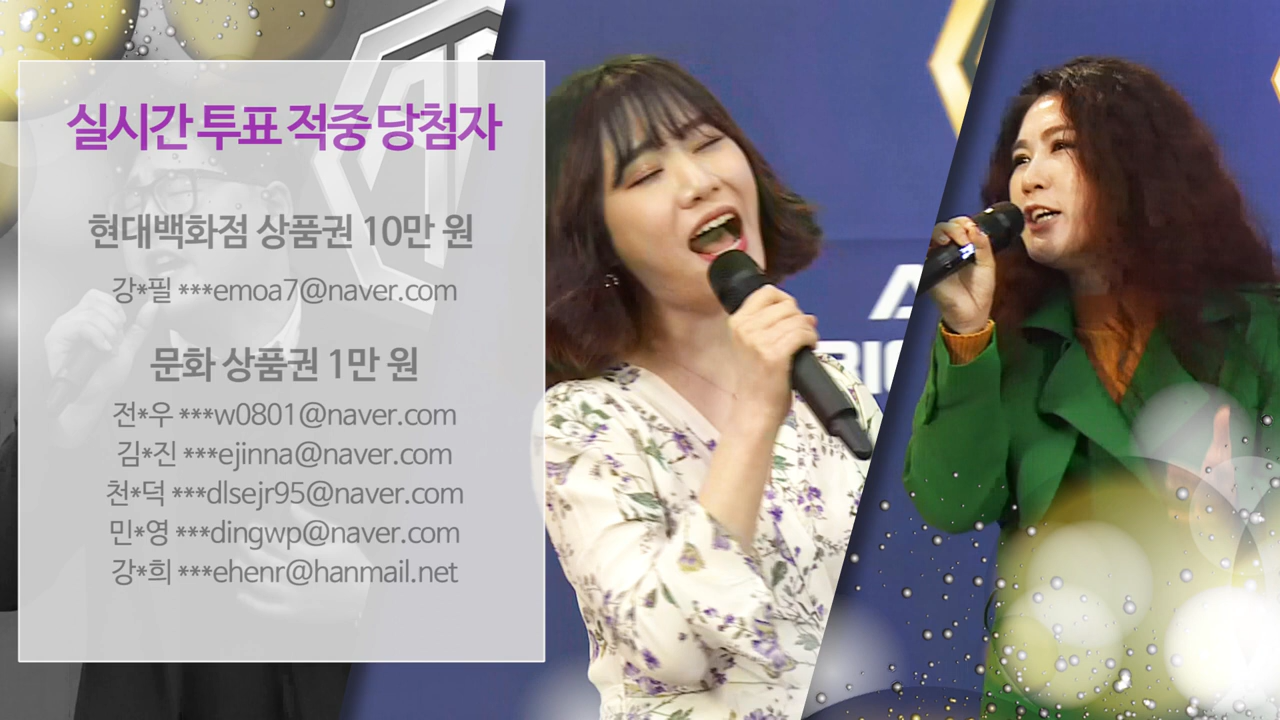 실시간 투표 적중 당첨자
현대백화점 상품권 10만 원
강*필 ***emoa7@naver.com
문화 상품권 1만 원
전*우 ***w0801@naver.com
김*진 ***ejinna@naver.com
천*덕 ***dlsejr95@naver.com
민*영 ***dingwp@naver.com
강*희 ***ehenr@hanmail.net